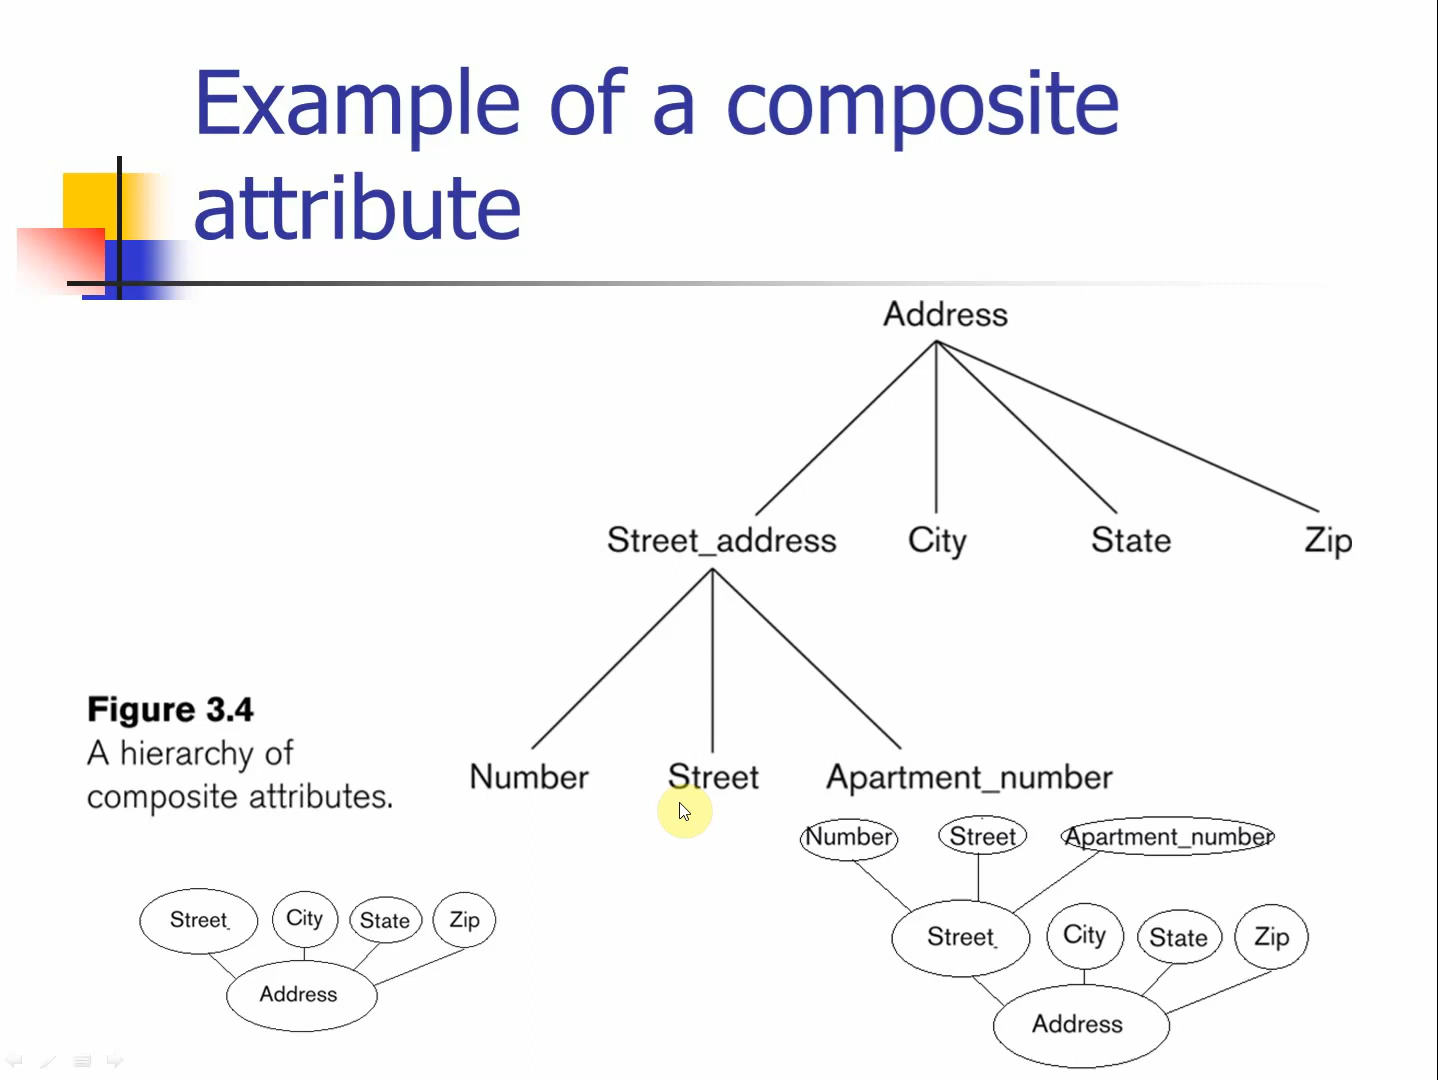 Example of a composite
attribute
Address
Street_address City State Zip
Figure 3.4
A hierarchy of
composite attributes.
Number Street Apartment_number
Number Street Apartment_number
Street City State Zip
Address
Street City State Zip
Address